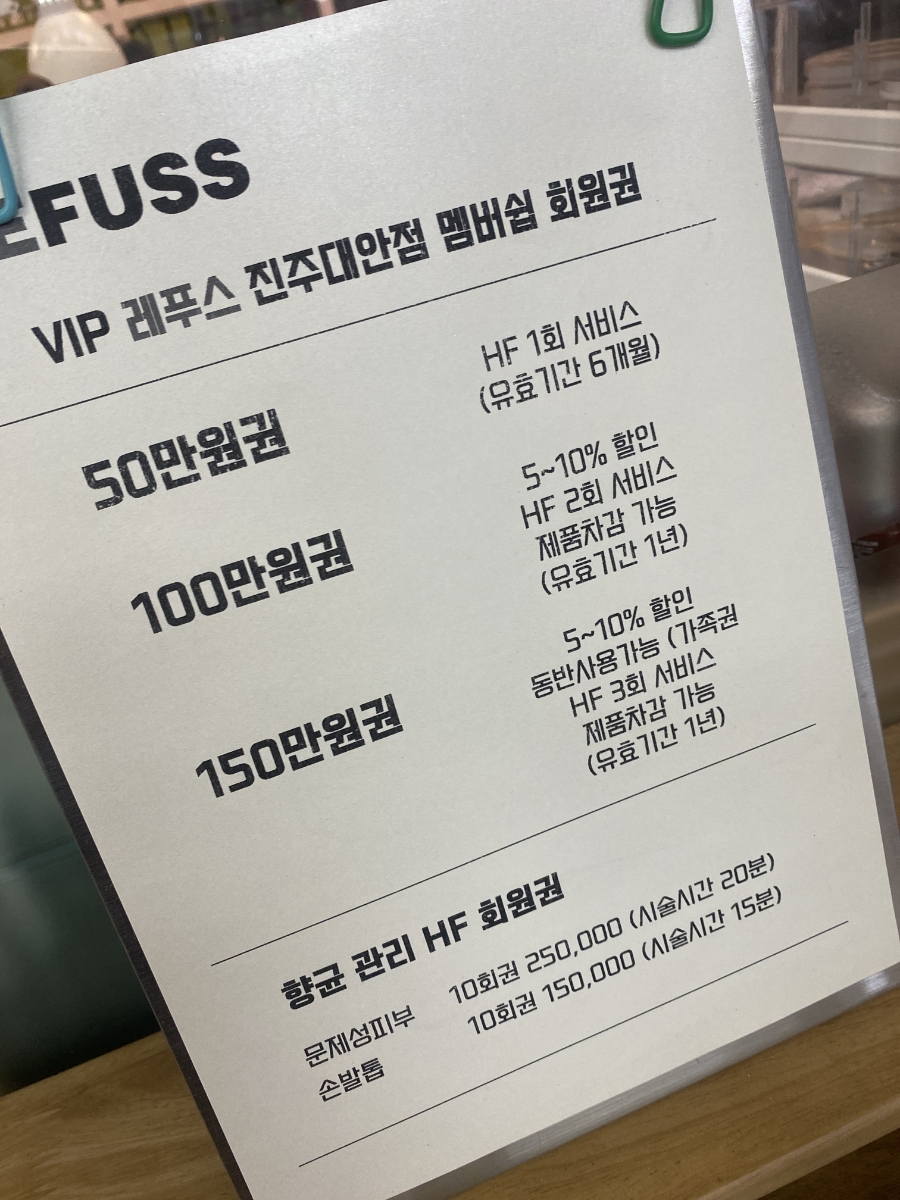 EFUSS
VIP 레푸스 진주대안점 멤버쉽 회원권
50만원권
HF 1회 서비스
(유효기간 6개월)
100만원권
5~10% 할인
HF 2회 서비스
제품차감 가능
(유효기간 1년)
150만원권
5~10% 할인
동반사용가능 (가족권
HF 3회 서비스
제품차감 가능
(유효기간 1년)
향균 관리 HF 회원권
문제성피부 10회권 250,000 (시술시간 20분)
손발톱 10회권 150,000 (시술시간 15분)